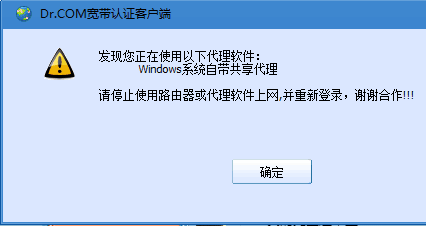 Dr.COM宽带认证客户端
发现您正在使用以下代理软件：
Windows系统自带共享代理
请停止使用路由器或代理软件上网,并重新登录，谢谢合作!!!
确定